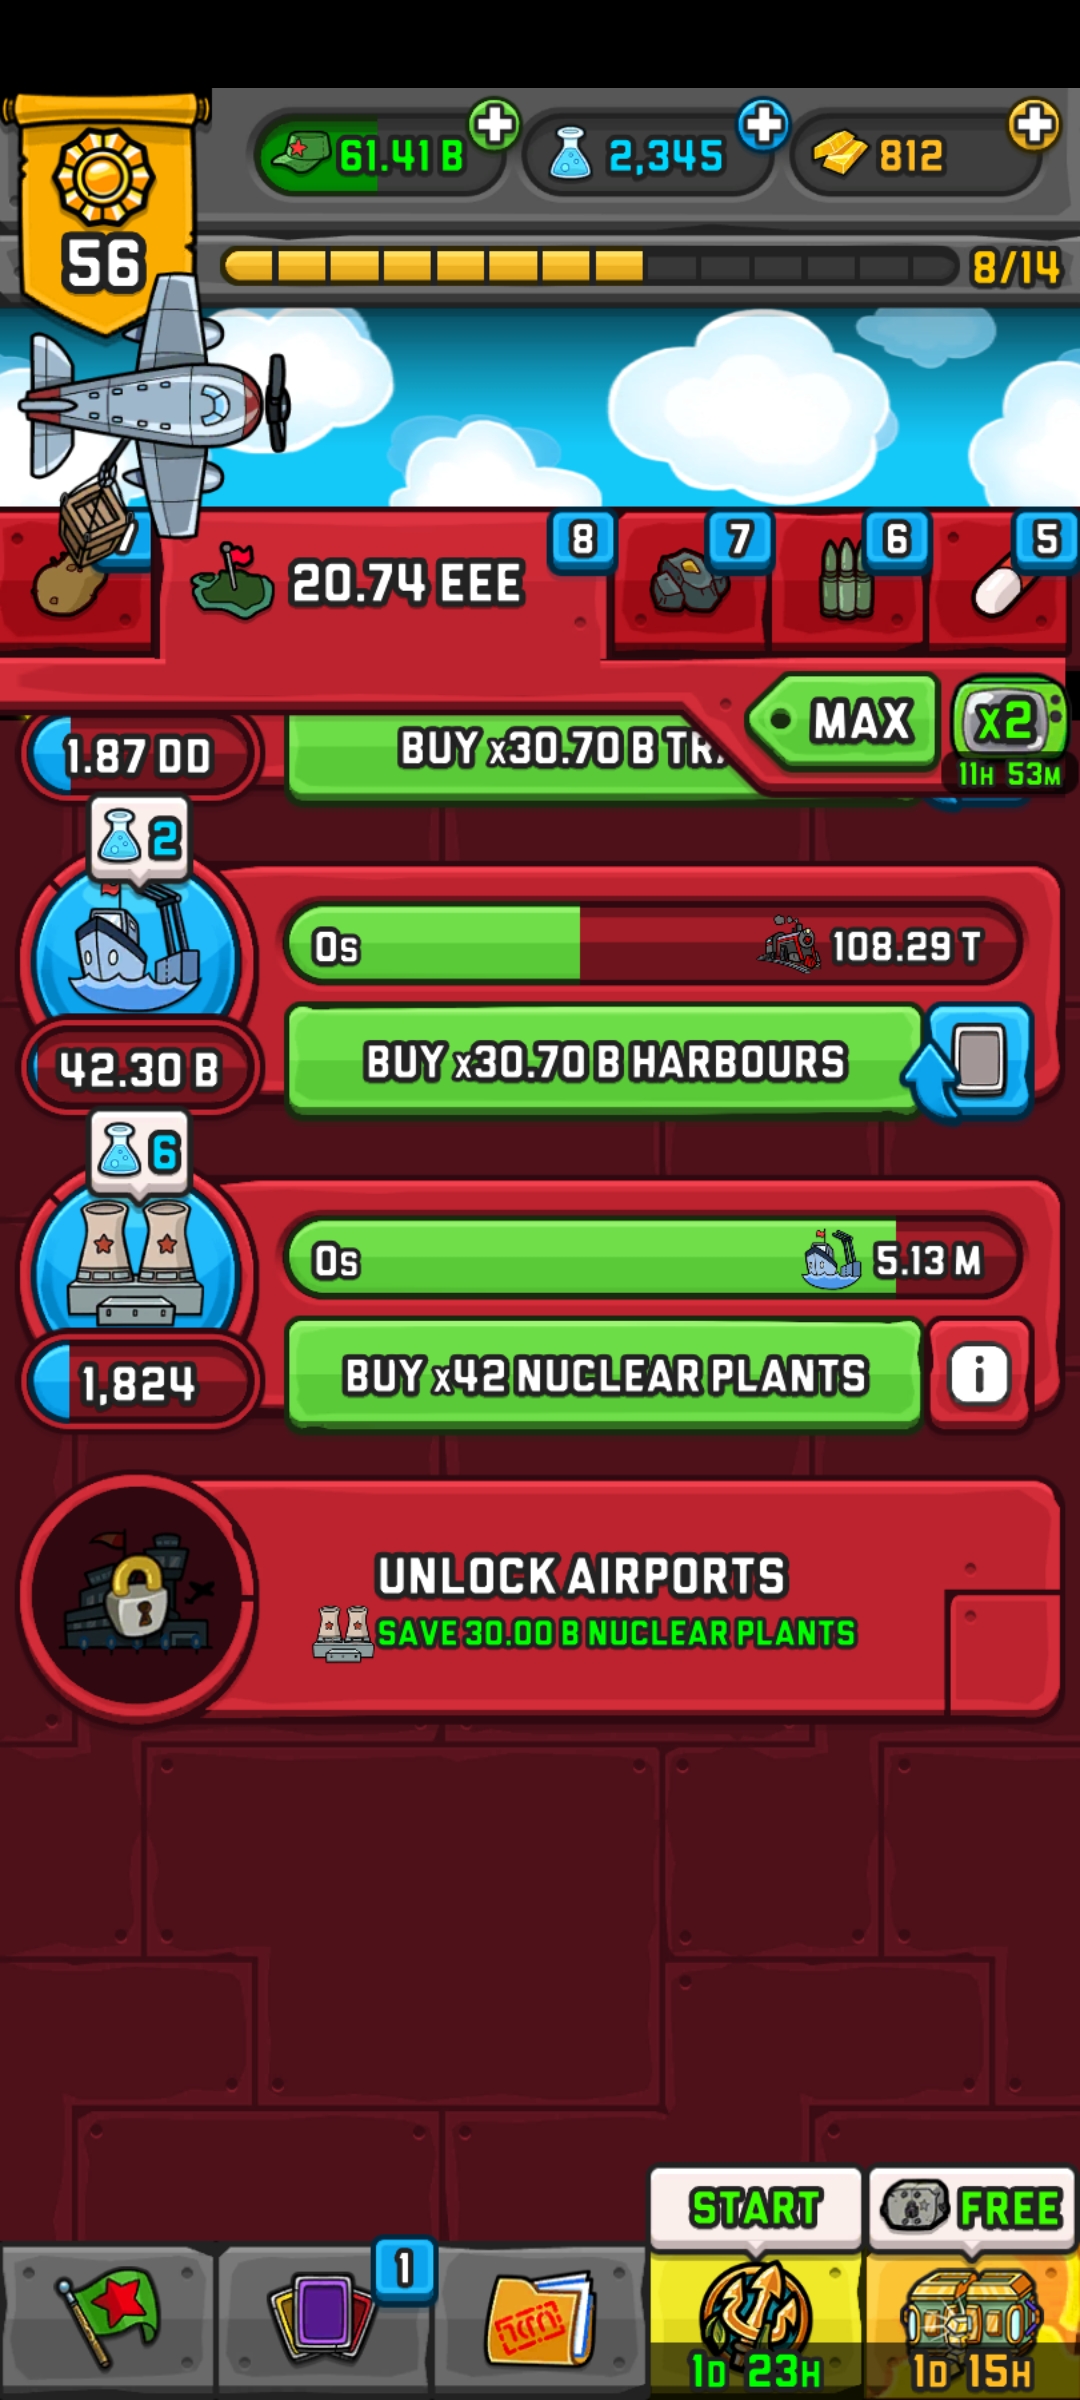 61.41 B
2,345
812
56
8/14
20.74 EEE
8
7
6
5
MAX
x2
11H 53M
1.87 DD
BUY x30.70 B
2
0s
108.29 T
42.30 B
BUY x30.70 B HARBOURS
6
0s
5.13 M
1,824
BUY x42 NUCLEAR PLANTS
i
UNLOCK AIRPORTS
SAVE 30.00 B NUCLEAR PLANTS
START
FREE
1
1D 23H
1D 15H